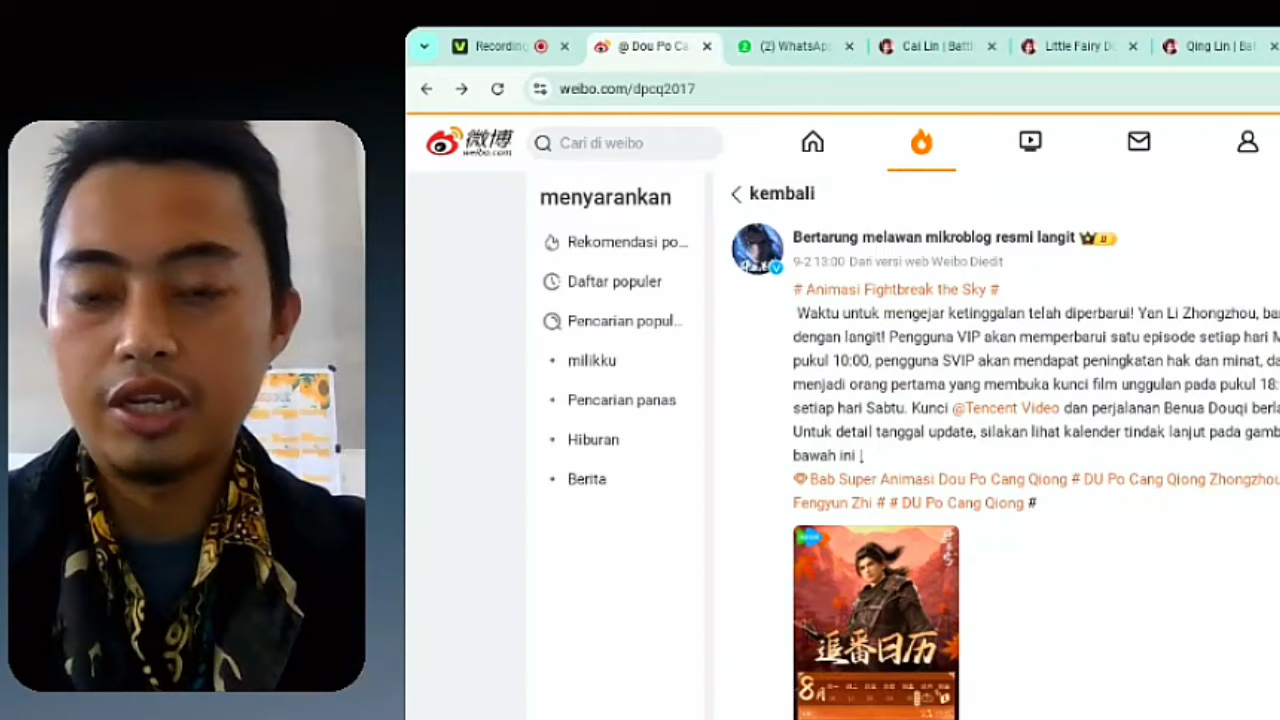 Recording
@ Dou Po Ca
(2) WhatsAp
Cai Lin | Battl
Little Fairy Do
Qing Lin | Bat
weibo.com/dpcq2017
微博
weibo.com
Cari di weibo
menyarankan
Rekomendasi po...
Daftar populer
Pencarian popul...
milikku
Pencarian panas
Hiburan
Berita
kembali
Bertarung melawan mikroblog resmi langit
9-2 13:00 Dari versi web Weibo Diedit
# Animasi Fightbreak the Sky #
Waktu untuk mengejar ketinggalan telah diperbarui! Yan Li Zhongzhou, ba
dengan langit! Pengguna VIP akan memperbarui satu episode setiap hari M
pukul 10:00, pengguna SVIP akan mendapat peningkatan hak dan minat, da
menjadi orang pertama yang membuka kunci film unggulan pada pukul 18:
setiap hari Sabtu. Kunci @Tencent Video dan perjalanan Benua Douqi berla
Untuk detail tanggal update, silakan lihat kalender tindak lanjut pada gamb
bawah ini ↓
Bab Super Animasi Dou Po Cang Qiong # DU Po Cang Qiong Zhongzhou
Fengyun Zhi # # DU Po Cang Qiong #
追番日历
8月